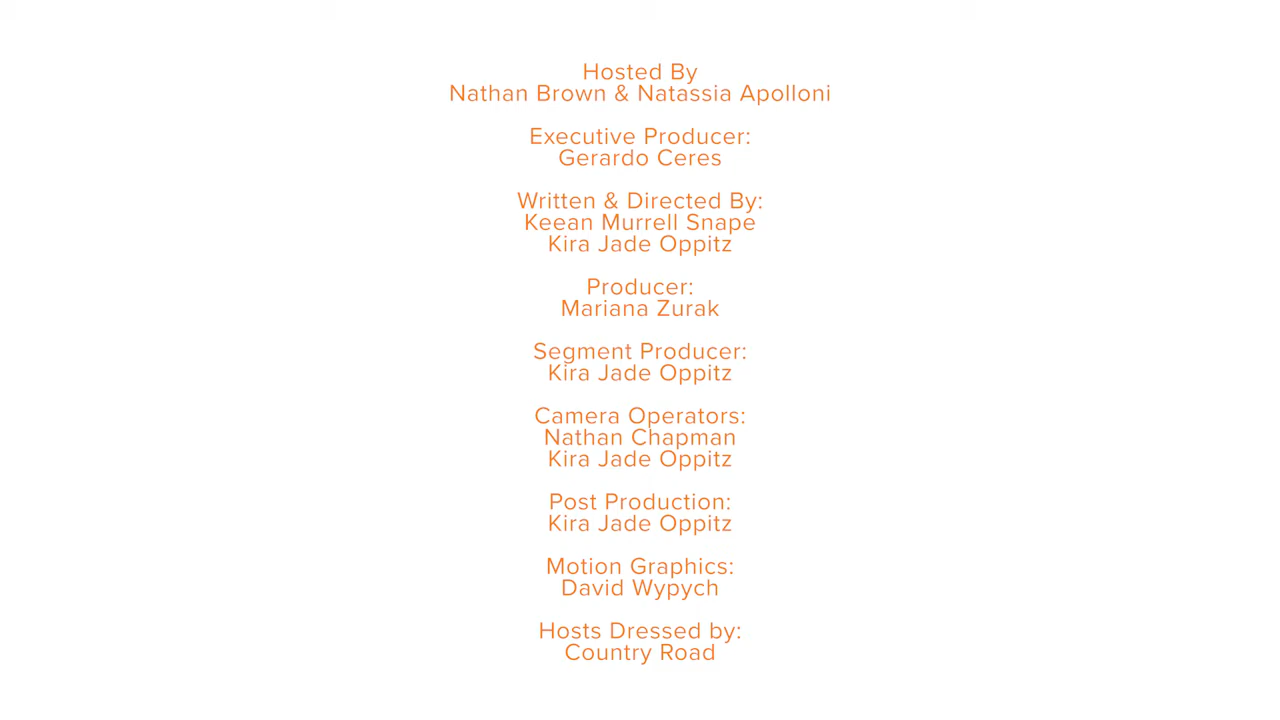 Hosted By
Nathan Brown & Natassia Apolloni
Executive Producer:
Gerardo Ceres
Written & Directed By:
Keean Murrell Snape
Kira Jade Oppitz
Producer:
Mariana Zurak
Segment Producer:
Kira Jade Oppitz
Camera Operators:
Nathan Chapman
Kira Jade Oppitz
Post Production:
Kira Jade Oppitz
Motion Graphics:
David Wypych
Hosts Dressed by:
Country Road